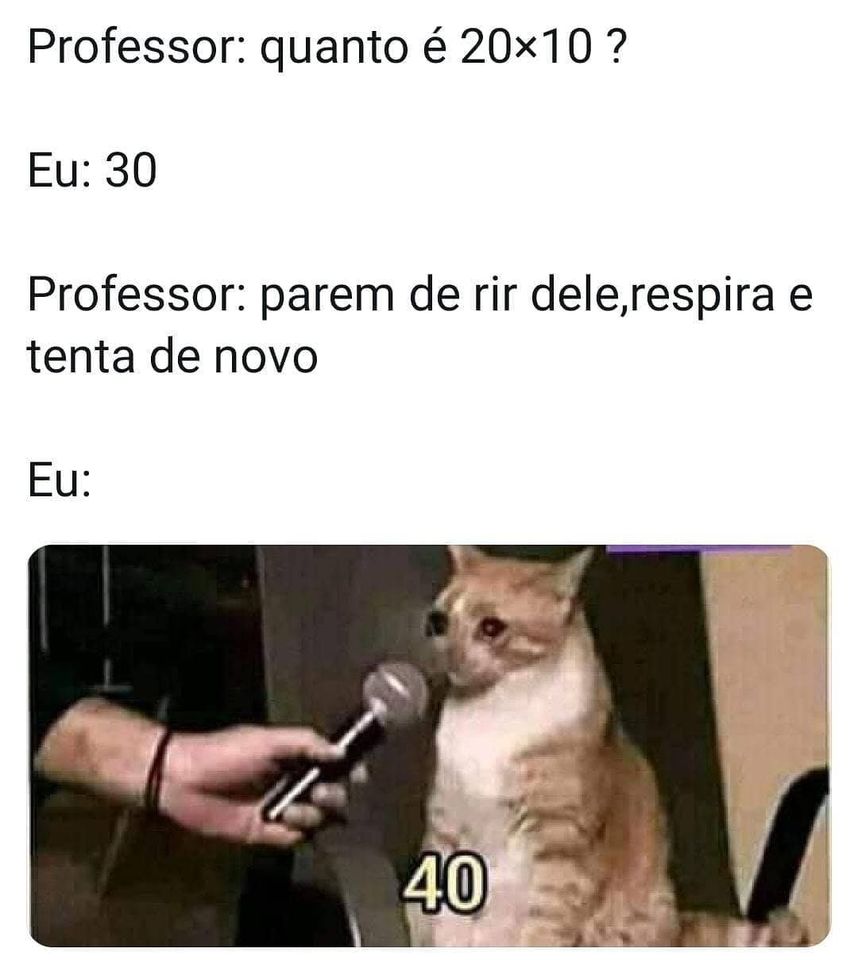 Professor: quanto é 20×10 ?
Eu: 30
Professor: parem de rir dele,respira e
tenta de novo
Eu:
40